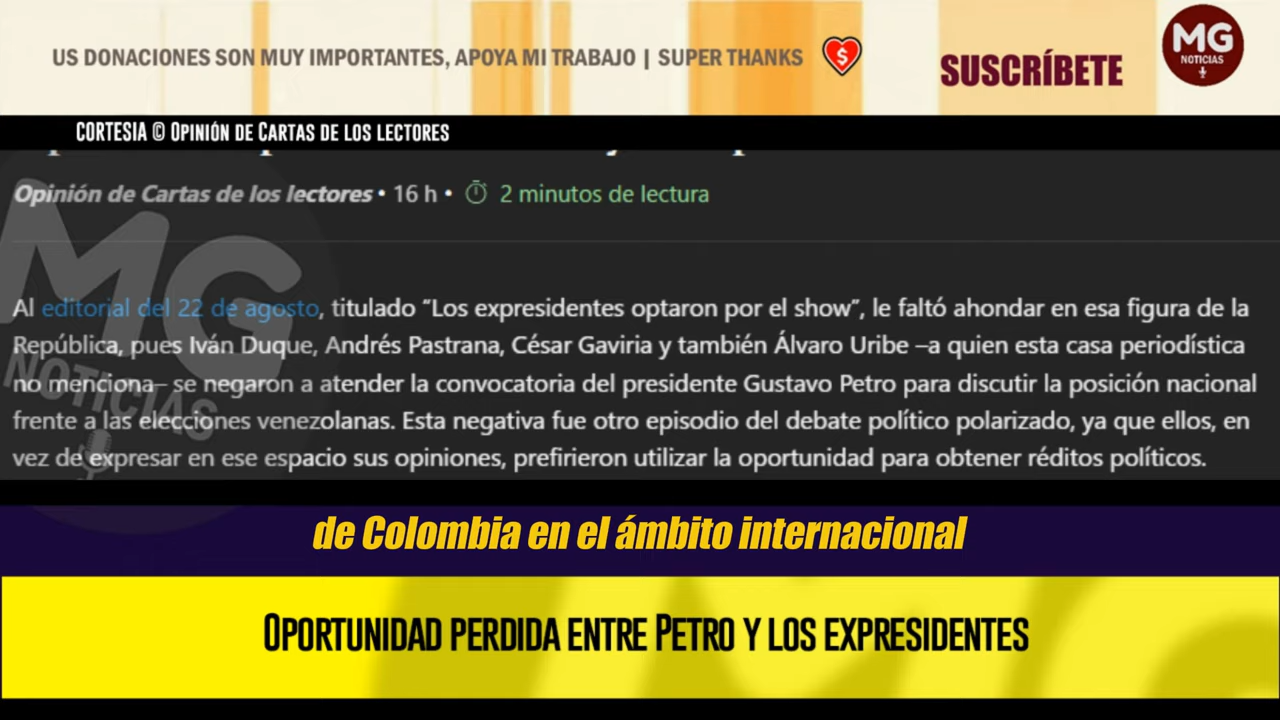 US DONACIONES SON MUY IMPORTANTES, APOYA MI TRABAJO | SUPER THANKS
$
SUSCRÍBETE
MG
NOTICIAS
CORTESIA © OPINIÓN DE CARTAS DE LOS LECTORES
Opinión de Cartas de los lectores • 16 h • 2 minutos de lectura
Al editorial del 22 de agosto, titulado “Los expresidentes optaron por el show”, le faltó ahondar en esa figura de la
República, pues Iván Duque, Andrés Pastrana, César Gaviria y también Álvaro Uribe –a quien esta casa periodística
no menciona– se negaron a atender la convocatoria del presidente Gustavo Petro para discutir la posición nacional
frente a las elecciones venezolanas. Esta negativa fue otro episodio del debate político polarizado, ya que ellos, en
vez de expresar en ese espacio sus opiniones, prefirieron utilizar la oportunidad para obtener réditos políticos.
MG
NOTICIAS
de Colombia en el ámbito internacional
OPORTUNIDAD PERDIDA ENTRE PETRO Y LOS EXPRESIDENTES